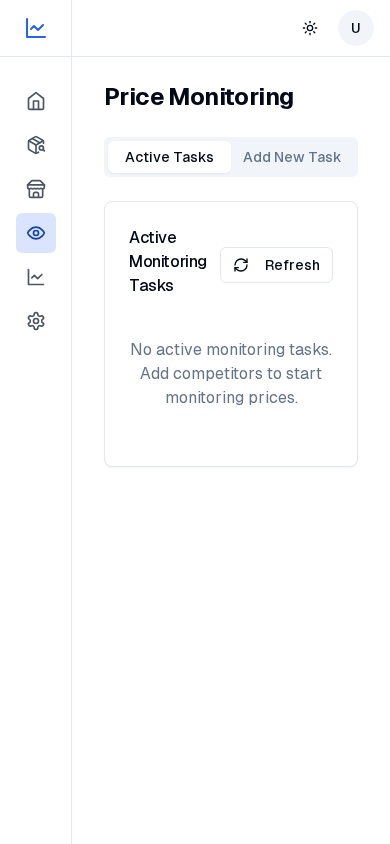 U
Price Monitoring
Active Tasks
Add New Task
Active
Monitoring
Tasks
Refresh
No active monitoring tasks.
Add competitors to start
monitoring prices.